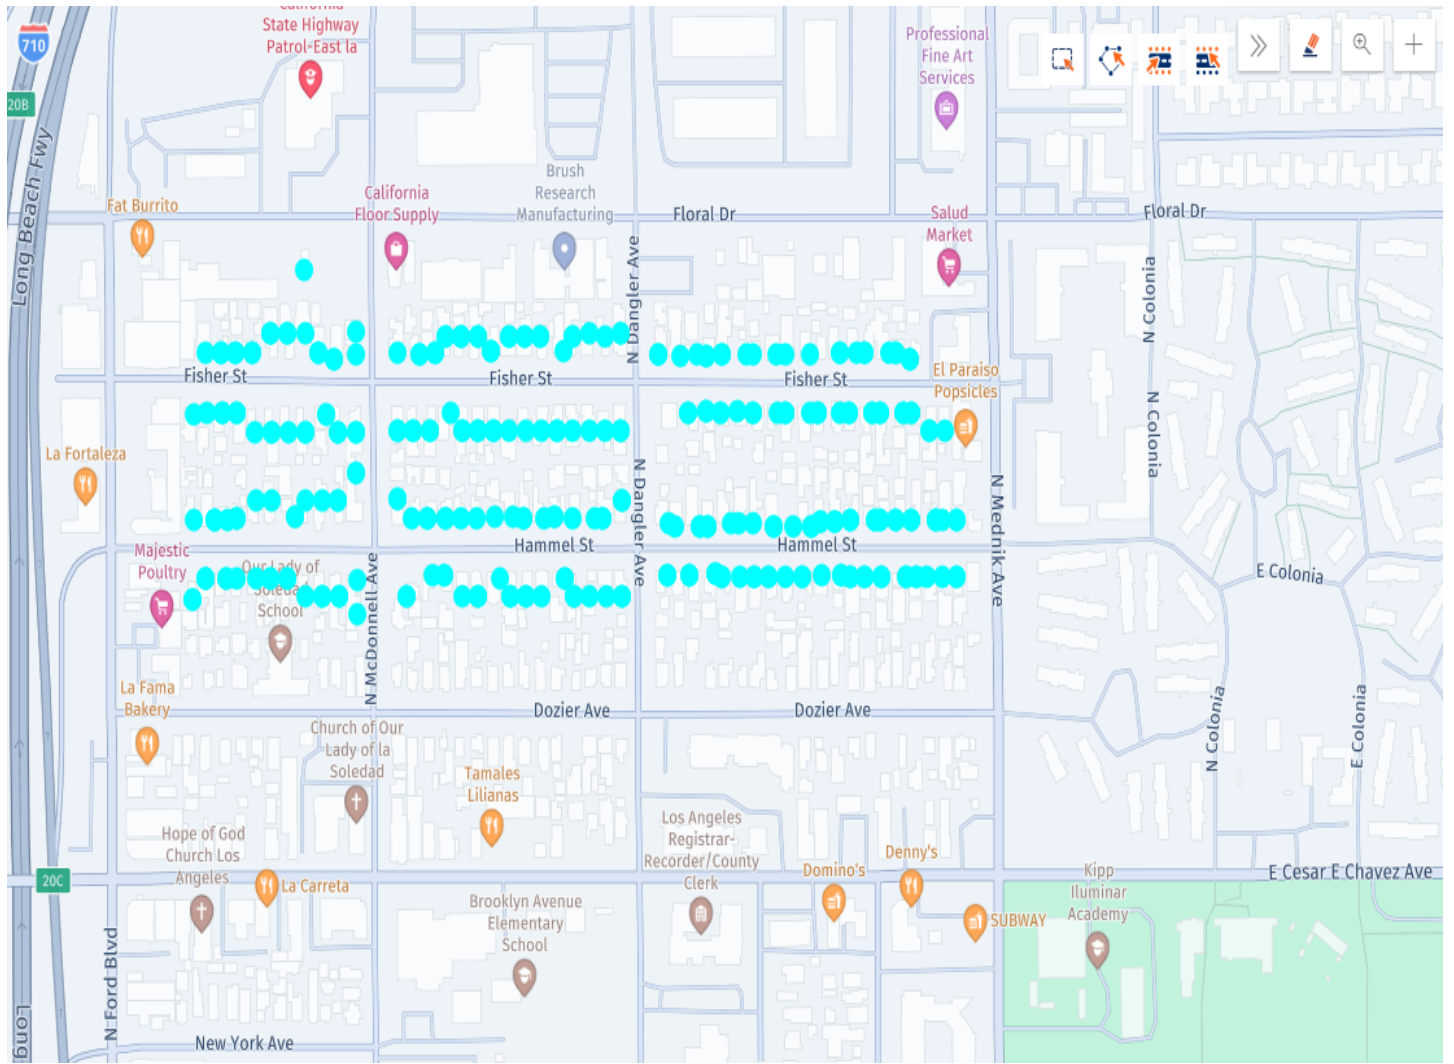 California
State Highway
Patrol-East la
710
20B
Long Beach Fwy
Professional
Fine Art
Services
Brush
Research
Manufacturing
California
Floor Supply
Fat Burrito
Floral Dr
Salud
Market
Floral Dr
N Dangler Ave
N Colonia
Fisher St
Fisher St
Fisher St
El Paraiso
Popsicles
N Colonia
La Fortaleza
N Dangler Ave
N Mednik Ave
Hammel St
Hammel St
Majestic
Poultry
Our Lady of
Soledad
School
N McDonnell Ave
E Colonia
La Fama
Bakery
Dozier Ave
Dozier Ave
Church of Our
Lady of la
Soledad
N Colonia
E Colonia
Tamales
Lilianas
Hope of God
Church Los
Angeles
Los Angeles
Registrar-
Recorder/County
Clerk
Domino's
Denny's
Kipp
Iluminar
Academy
E Cesar E Chavez Ave
20C
La Carreta
Brooklyn Avenue
Elementary
School
SUBWAY
N Ford Blvd
Long
New York Ave